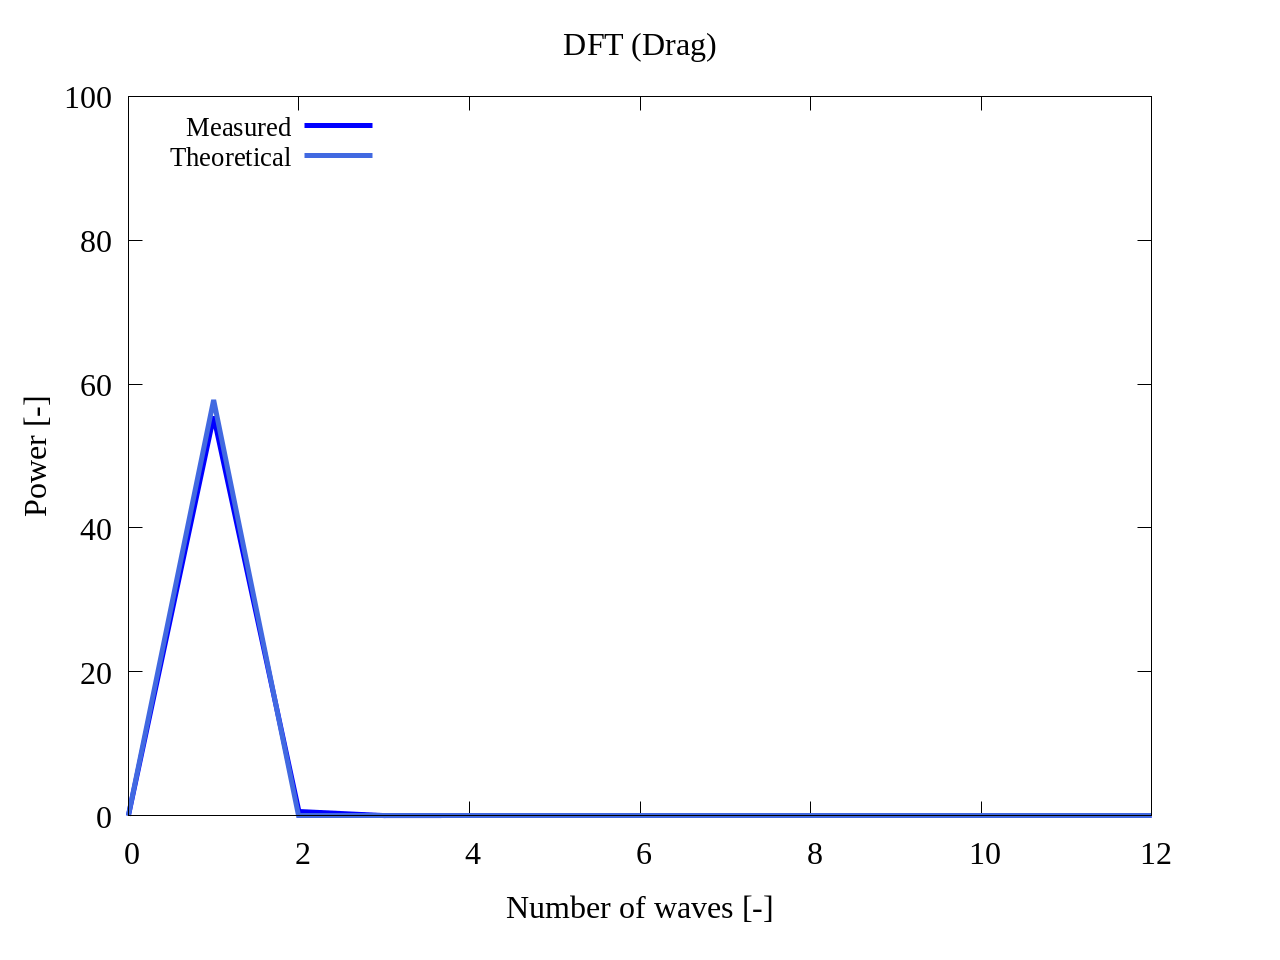 DFT (Drag)
100
80
60
40
20
0
Measured
Theoretical
Power [-]
0 2 4 6 8 10 12
Number of waves [-]